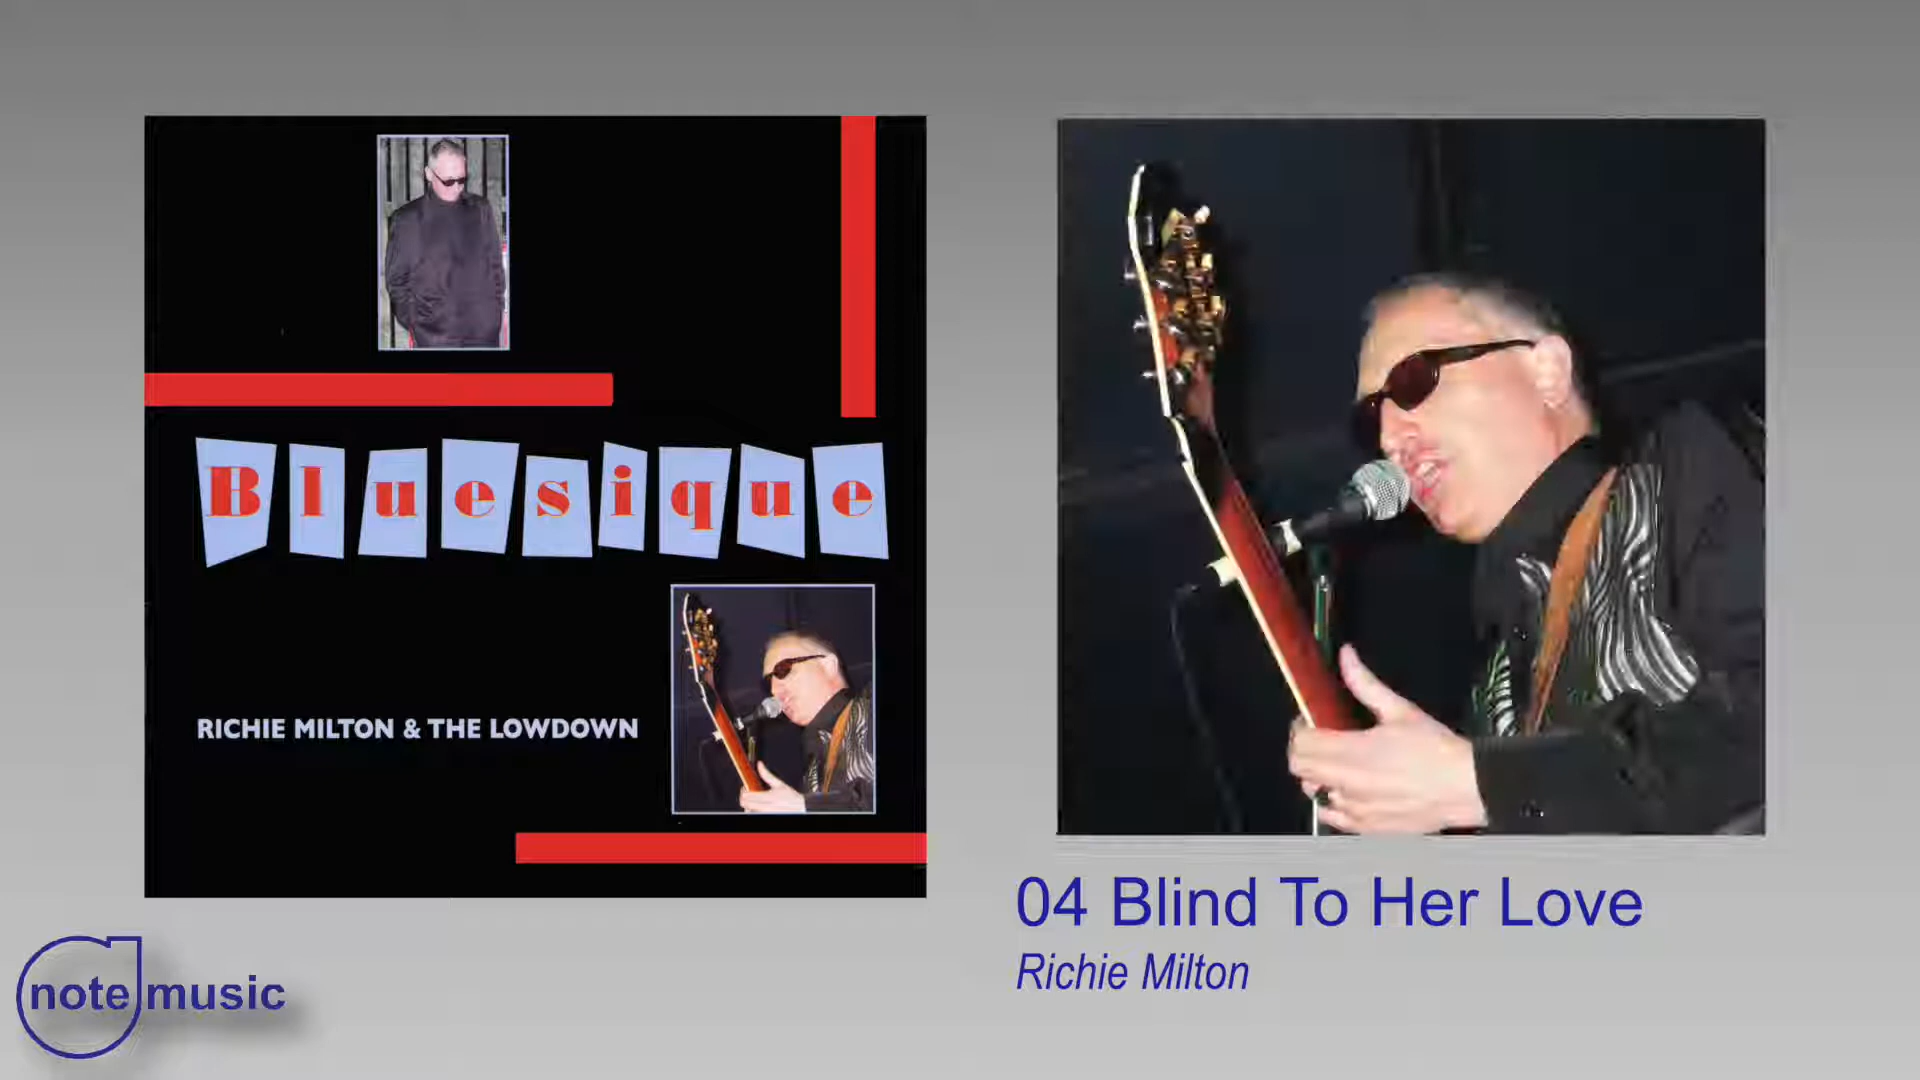 Bluesique
RICHIE MILTON & THE LOWDOWN
04 Blind To Her Love
Richie Milton
note music